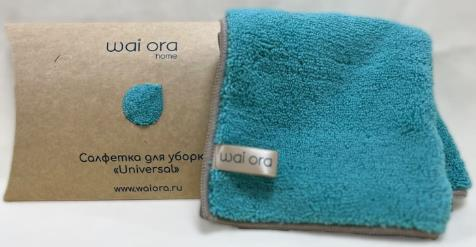 wai ora
home
Салфетка для уборк
«Universal»
www.waiora.ru
wai ora